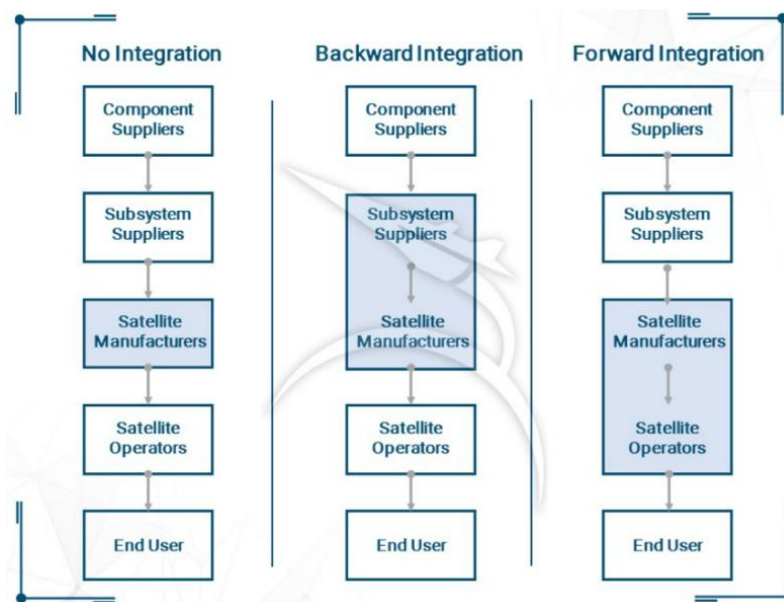 No Integration
Component
Suppliers
Subsystem
Suppliers
Satellite
Manufacturers
Satellite
Operators
End User
Backward Integration
Component
Suppliers
Subsystem
Suppliers
Satellite
Manufacturers
Satellite
Operators
End User
Forward Integration
Component
Suppliers
Subsystem
Suppliers
Satellite
Manufacturers
Satellite
Operators
End User